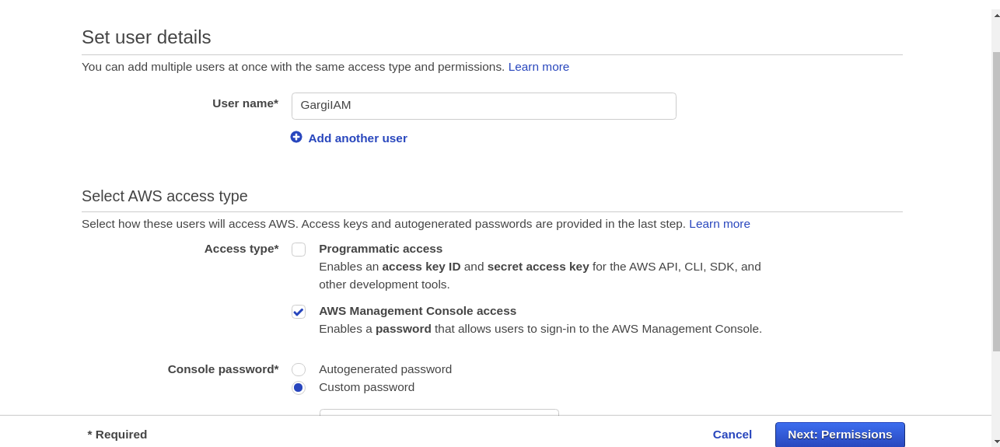 Set user details
You can add multiple users at once with the same access type and permissions. Learn more
User name* GargiIAM
Add another user
Select AWS access type
Select how these users will access AWS. Access keys and autogenerated passwords are provided in the last step. Learn more
Access type* Programmatic access
Enables an access key ID and secret access key for the AWS API, CLI, SDK, and
other development tools.
AWS Management Console access
Enables a password that allows users to sign-in to the AWS Management Console.
Console password* Autogenerated password
Custom password
* Required Cancel Next: Permissions